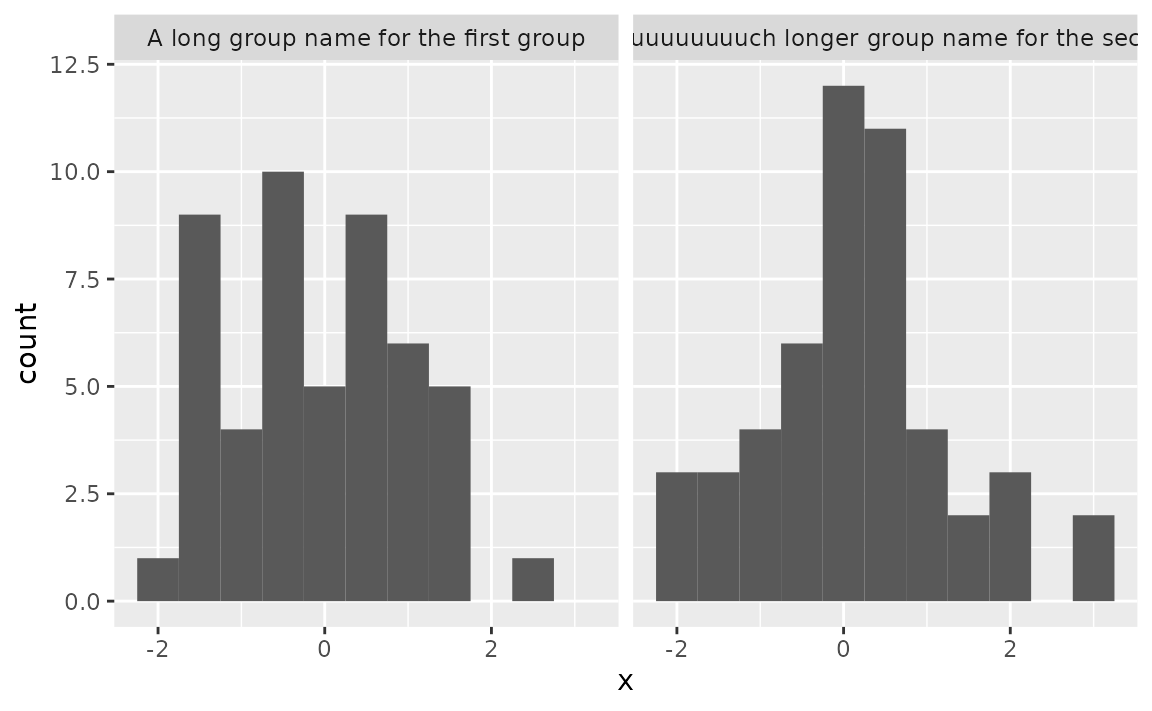 A long group name for the first group
uuuuuuuuch longer group name for the sec
12.5
10.0
7.5
5.0
2.5
0.0
count
-2 0 2
-2 0 2
x